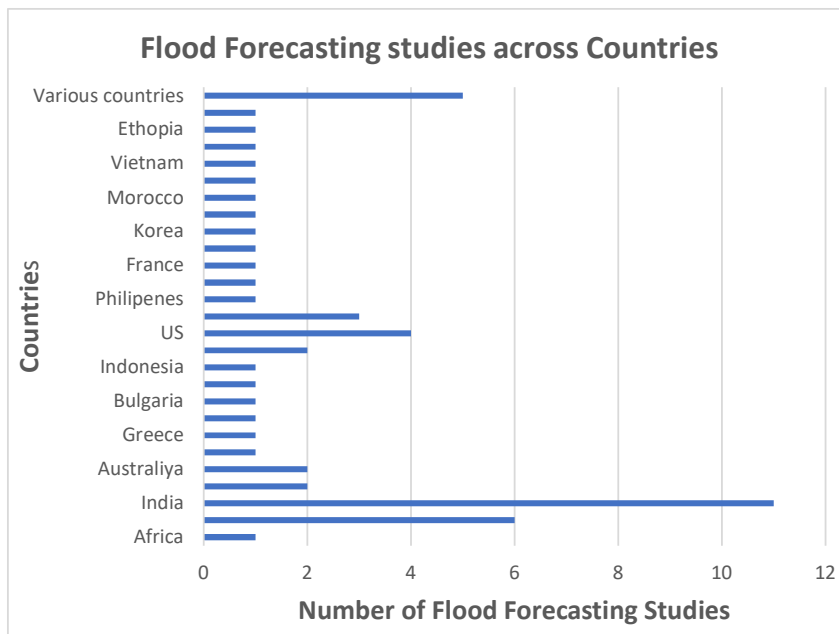 Flood Forecasting studies across Countries
Various countries
Ethopia
Vietnam
Morocco
Korea
France
Philipenes
US
Indonesia
Bulgaria
Greece
Australiya
India
Africa
Countries
0 2 4 6 8 10 12
Number of Flood Forecasting Studies